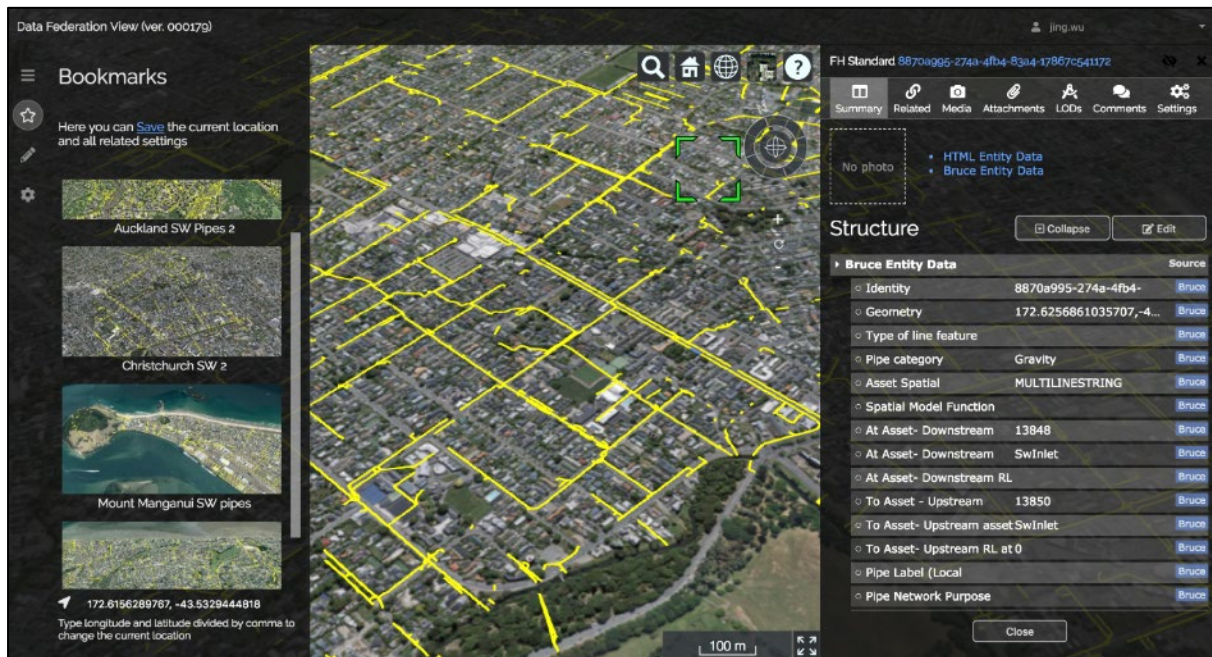 Data Federation View (ver. 000179)
jing.wu
Bookmarks
Here you can Save the current location
and all related settings
Auckland SW Pipes 2
Christchurch SW 2
Mount Manganui SW pipes
172.6156289767, -43.5329444818
Type longitude and latitude divided by comma to
change the current location
?
100 m
FH Standard 8870a995-274a-4fb4-83a4-17867c541172
Summary Related Media Attachments LODs Comments Settings
No photo
HTML Entity Data
Bruce Entity Data
Structure
Collapse
Edit
Bruce Entity Data Source
Identity 8870a995-274a-4fb4- Bruce
Geometry 172.6256861035707,-4... Bruce
Type of line feature Bruce
Pipe category Gravity Bruce
Asset Spatial MULTILINESTRING Bruce
Spatial Model Function Bruce
At Asset- Downstream 13848 Bruce
At Asset- Downstream SwInlet Bruce
At Asset- Downstream RL Bruce
To Asset - Upstream 13850 Bruce
To Asset- Upstream asset SwInlet Bruce
To Asset- Upstream RL at 0 Bruce
Pipe Label (Local Bruce
Pipe Network Purpose Bruce
Close